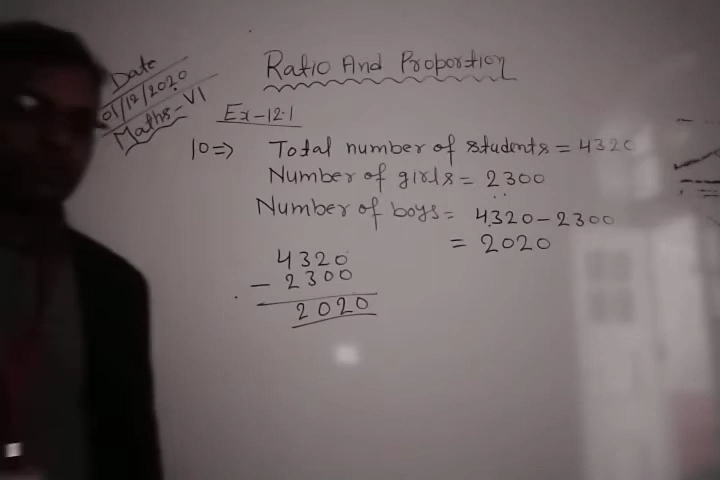 Date
01/12/2020
Maths-VI
Ratio And Proportion
Ex-12.1
10⇒ Total number of students = 4320
Number of girls = 2300
Number of boys = 4320-2300
= 2020
4320
- 2300
2020